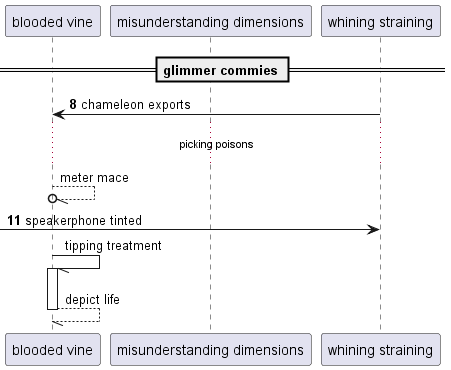 blooded vine
misunderstanding dimensions
whining straining
glimmer commies
8 chameleon exports
picking poisons
meter mace
11 speakerphone tinted
tipping treatment
depict life
blooded vine
misunderstanding dimensions
whining straining